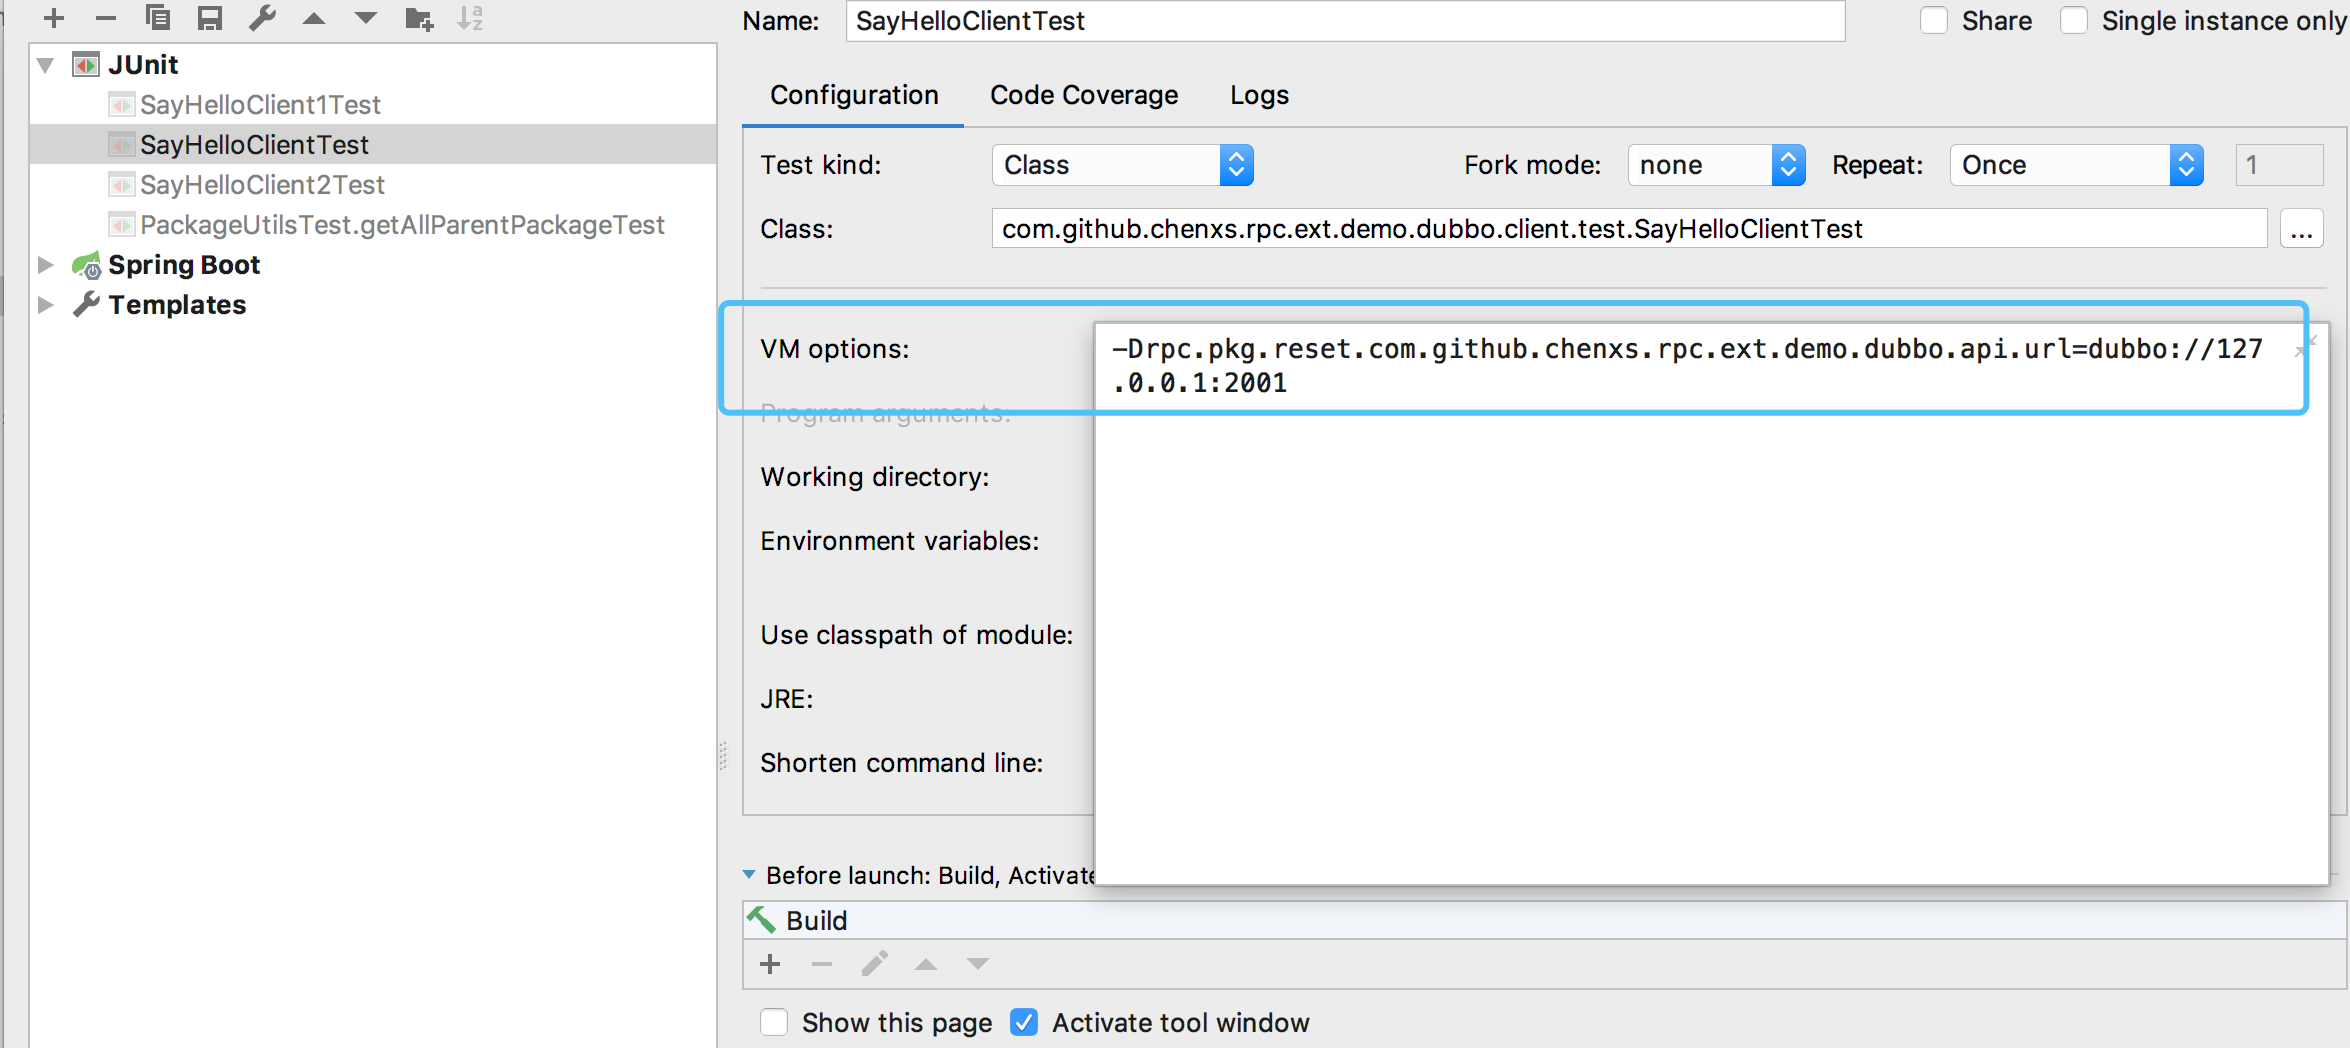 Name: SayHelloClientTest Share Single instance only
JUnit
SayHelloClient1Test
SayHelloClientTest
SayHelloClient2Test
PackageUtilsTest.getAllParentPackageTest
Spring Boot
Templates
Configuration Code Coverage Logs
Test kind: Class Fork mode: none Repeat: Once 1
Class: com.github.chenxs.rpc.ext.demo.dubbo.client.test.SayHelloClientTest ...
VM options: -Drpc.pkg.reset.com.github.chenxs.rpc.ext.demo.dubbo.api.url=dubbo://127
.0.0.1:2001
Program arguments:
Working directory:
Environment variables:
Use classpath of module:
JRE:
Shorten command line:
Before launch: Build, Activate
Build
Show this page Activate tool window